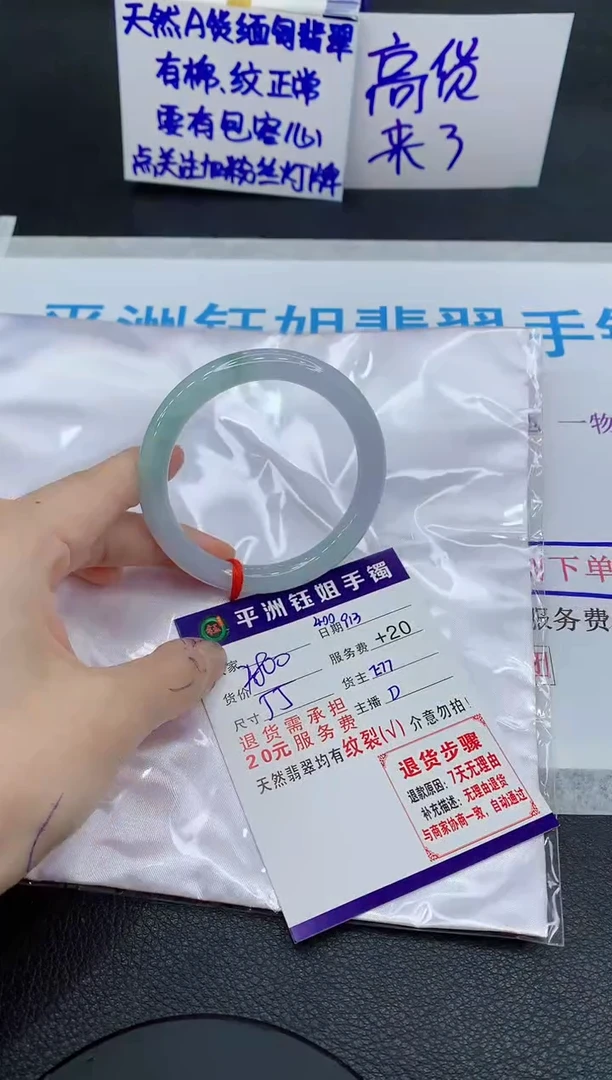 天然A货缅甸翡翠
有棉、纹正常
要有包容心
点关注加粉丝灯牌
高货
来了
平洲钰姐翡翠手镯
一物
下单
服务费
平洲钰姐手镯
400
日期 913
货价
服务费 +20
尺寸
货主 E77
主播 D
退货需承担
20元服务费
天然翡翠均有纹裂(√) 介意勿拍!
退货步骤
退款原因:7天无理由
补充描述:无理由退货
与商家协商一致,自动通过